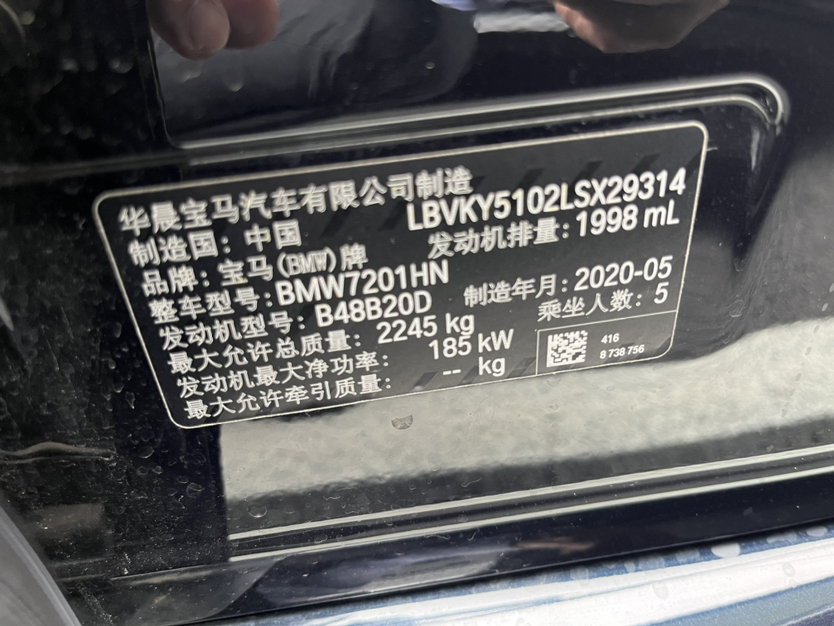 华晨宝马汽车有限公司制造
制造国：中国 LBVKY5102LSX29314
品牌：宝马(BMW)牌 发动机排量：1998 mL
整车型号：BMW7201HN
发动机型号：B48B20D 制造年月：2020-05
最大允许总质量：2245 kg 乘坐人数：5
发动机最大净功率：185 kW
最大允许牵引质量：-- kg
416
8 738 756